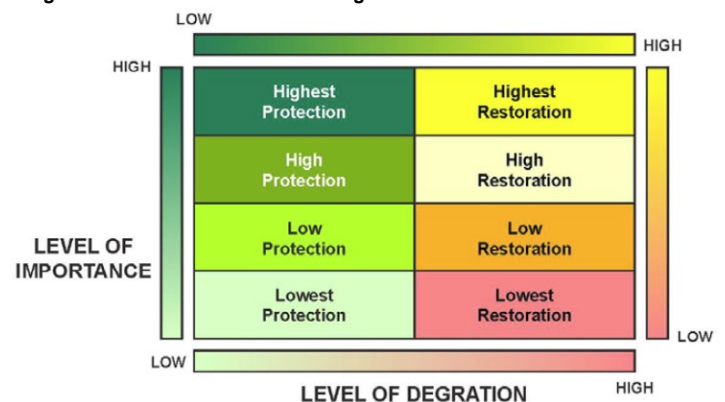 LOW
HIGH
HIGH
Highest
Protection
Highest
Restoration
High
Protection
High
Restoration
LEVEL OF
IMPORTANCE
Low
Protection
Low
Restoration
Lowest
Protection
Lowest
Restoration
LOW
LOW
HIGH
LEVEL OF DEGRATION